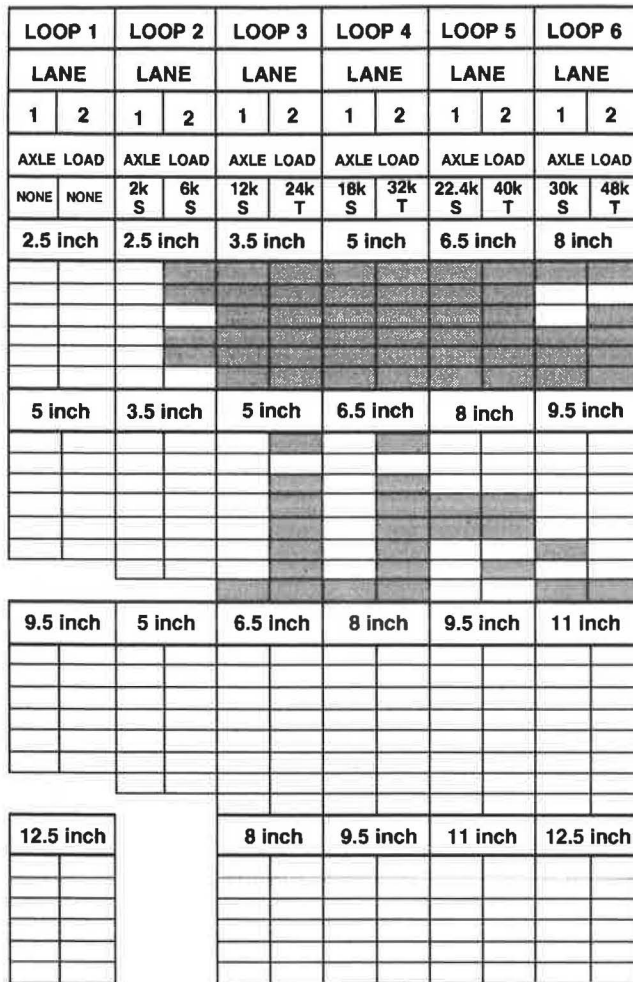 LOOP 1 LOOP 2 LOOP 3 LOOP 4 LOOP 5 LOOP 6
LANE LANE LANE LANE LANE LANE
1 2 1 2 1 2 1 2 1 2 1 2
AXLE LOAD AXLE LOAD AXLE LOAD AXLE LOAD AXLE LOAD AXLE LOAD
NONE NONE 2k 6k 12k 24k 18k 32k 22.4k 40k 30k 48k
S S S T S T S T S T
2.5 inch 2.5 inch 3.5 inch 5 inch 6.5 inch 8 inch
5 inch 3.5 inch 5 inch 6.5 inch 8 inch 9.5 inch
9.5 inch 5 inch 6.5 inch 8 inch 9.5 inch 11 inch
12.5 inch 8 inch 9.5 inch 11 inch 12.5 inch